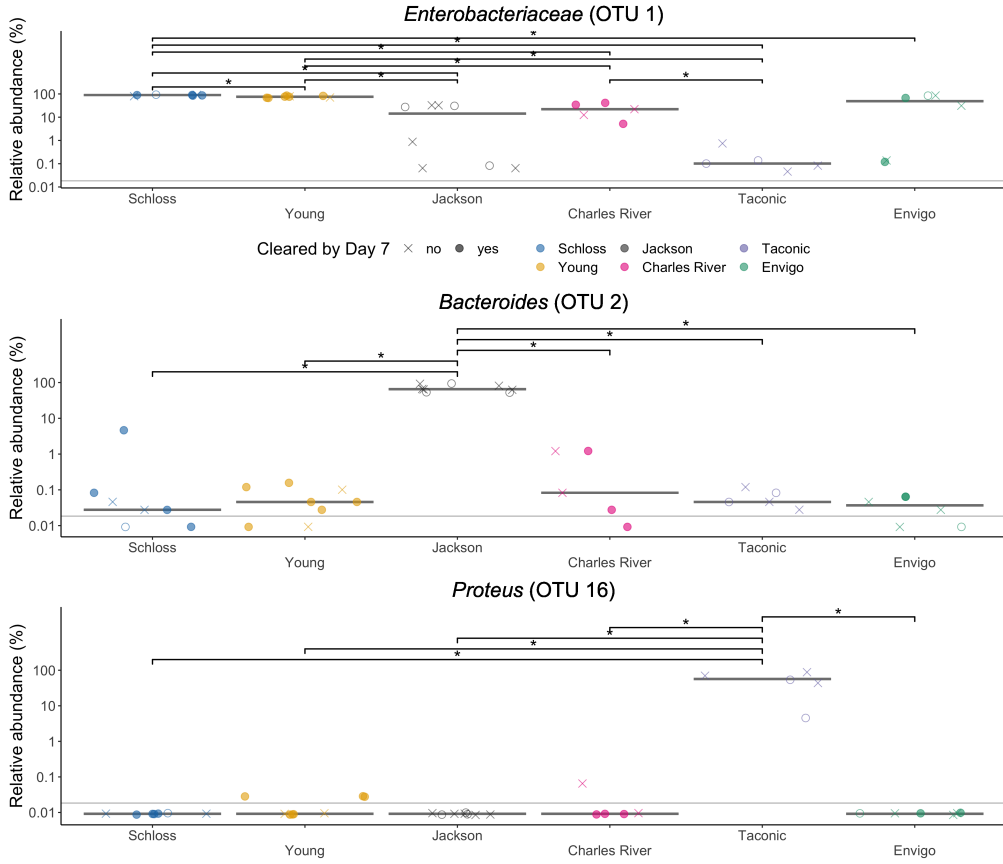 Enterobacteriaceae (OTU 1)
Relative abundance (%)
* * * * * * * * *
100
10
1
0.1
0.01
Schloss Young Jackson Charles River Taconic Envigo
Cleared by Day 7 no yes Schloss Jackson Taconic
Young Charles River Envigo
Bacteroides (OTU 2)
Relative abundance (%)
* * * * *
100
10
1
0.1
0.01
Schloss Young Jackson Charles River Taconic Envigo
Proteus (OTU 16)
Relative abundance (%)
* * * * *
100
10
1
0.1
0.01
Schloss Young Jackson Charles River Taconic Envigo